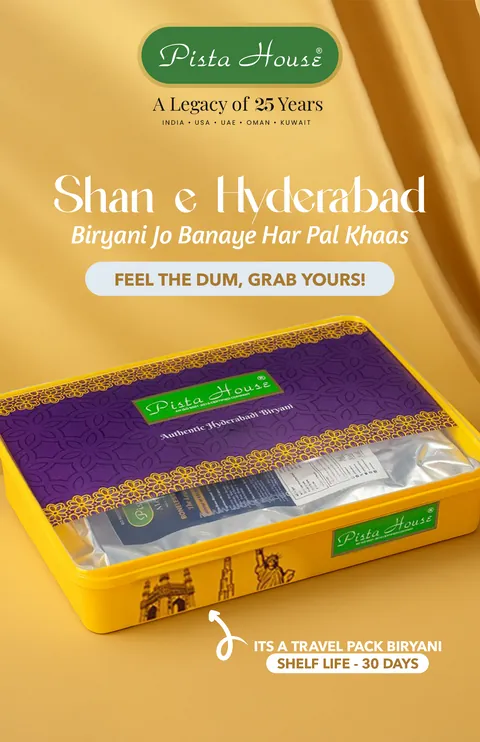 Pista House®
A Legacy of 25 Years
INDIA • USA • UAE • OMAN • KUWAIT
Shan e Hyderabad
Biryani Jo Banaye Har Pal Khaas
FEEL THE DUM, GRAB YOURS!
Pista House®
Authentic Hyderabadi Biryani
Pista House®
ITS A TRAVEL PACK BIRYANI
SHELF LIFE - 30 DAYS